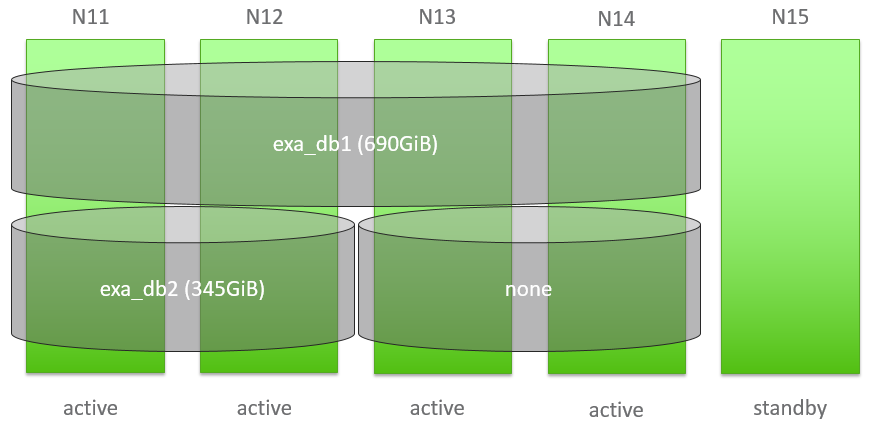 N11 N12 N13 N14 N15
exa_db1 (690GiB)
exa_db2 (345GiB) none
active active active active standby